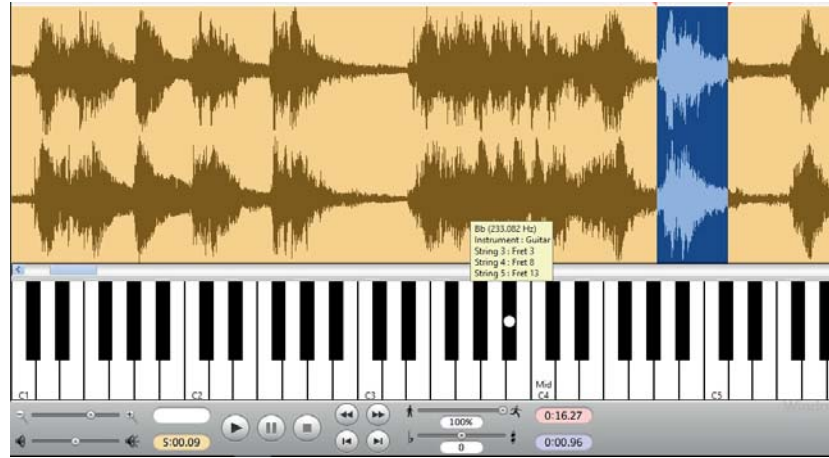 Bb (233.082 Hz)
Instrument : Guitar
String 3 : Fret 3
String 4 : Fret 8
String 5 : Fret 13
Mid
C1 C2 C3 C4 C5
100% 0:16.27
5:00.09 0 0:00.96